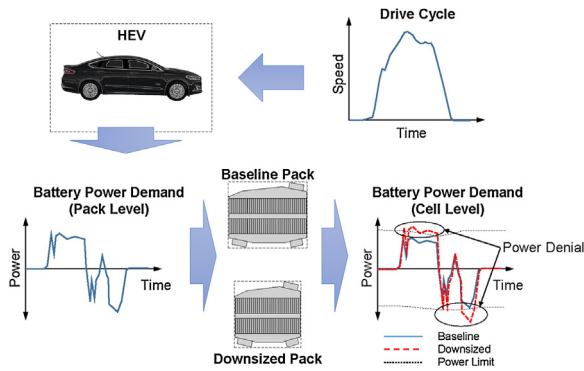 HEV
Drive Cycle
Speed
Time
Battery Power Demand
(Pack Level)
Power
Time
Baseline Pack
Downsized Pack
Battery Power Demand
(Cell Level)
Power Denial
Power
Time
Baseline
Downsized
Power Limit